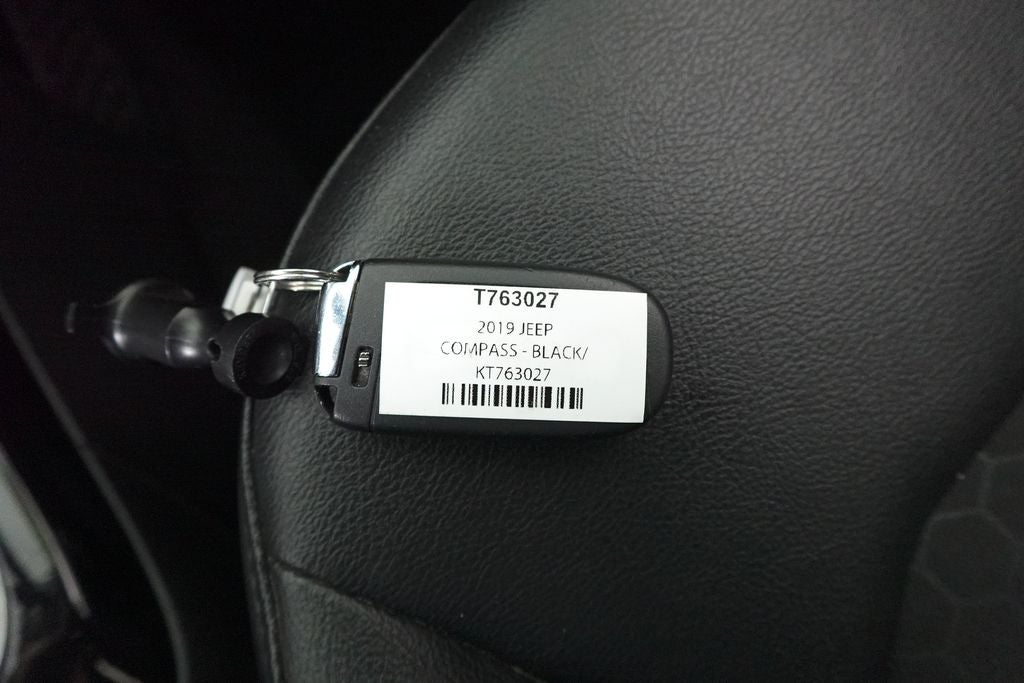 T763027
2019 JEEP
COMPASS - BLACK/
KT763027